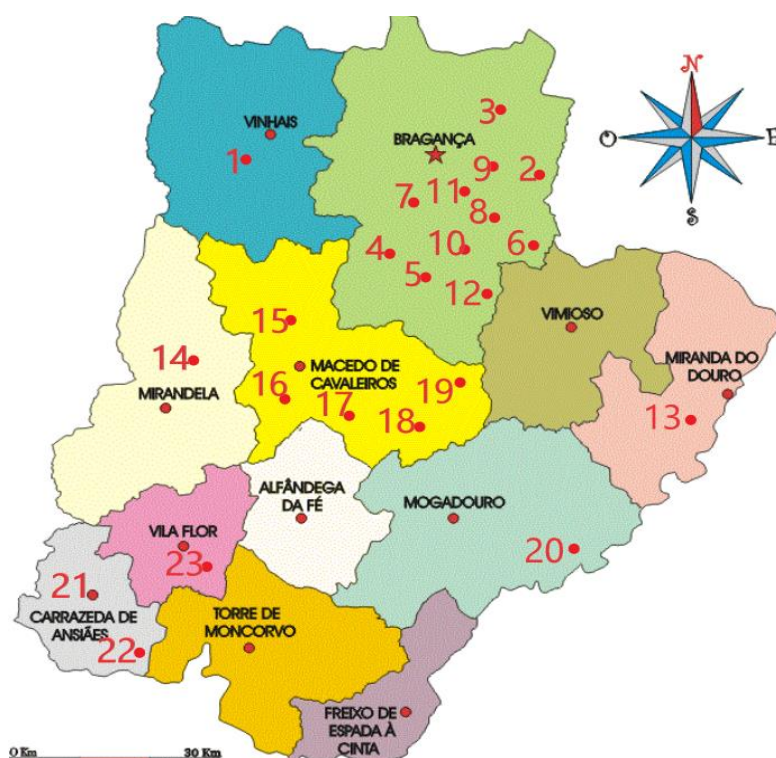 N
O
E
S
VINHAIS
1
3
BRAGANÇA
9
2
7
11
8
4
10
6
5
12
15
VIMIOSO
14
MACEDO DE
CAVALEIROS
MIRANDA DO
DOURO
MIRANDELA
16
17
19
18
13
ALFÂNDEGA
DA FÉ
MOGADOURO
VILA FLOR
23
20
21
CARRAZEDA DE
ANSIÃES
22
TORRE DE
MONCORVO
FREIXO DE
ESPADA À
CINTA
0 Km
30 Km